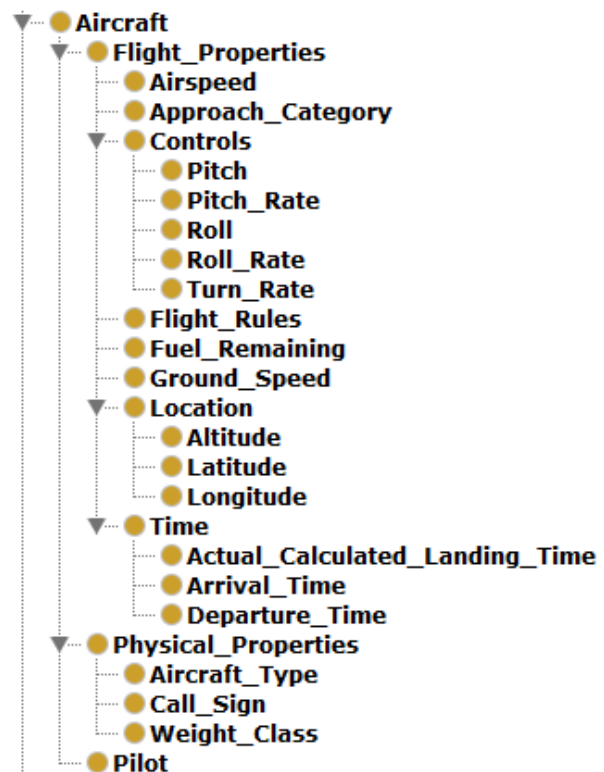 Aircraft
Flight_Properties
Airspeed
Approach_Category
Controls
Pitch
Pitch_Rate
Roll
Roll_Rate
Turn_Rate
Flight_Rules
Fuel_Remaining
Ground_Speed
Location
Altitude
Latitude
Longitude
Time
Actual_Calculated_Landing_Time
Arrival_Time
Departure_Time
Physical_Properties
Aircraft_Type
Call_Sign
Weight_Class
Pilot